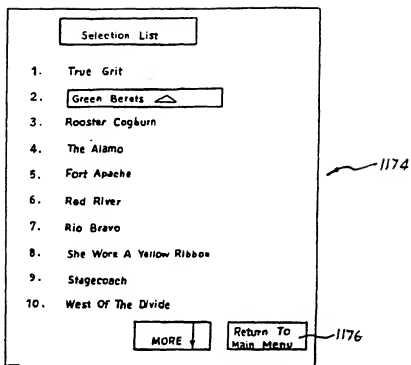 Selection List
1. True Grit
2. Green Berets
3. Rooster Cogburn
4. The Alamo
5. Fort Apache
6. Red River
7. Rio Bravo
8. She Wore A Yellow Ribbon
9. Stagecoach
10. West Of The Divide
MORE
Return To
Main Menu
1174
1176